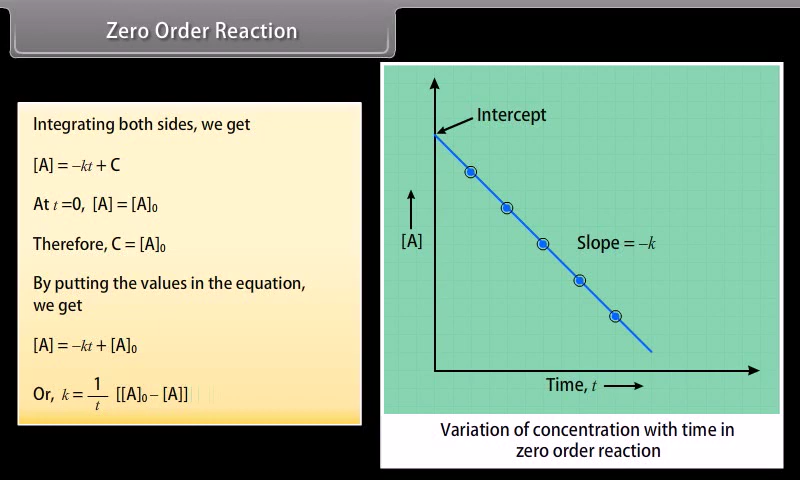 Zero Order Reaction
Integrating both sides, we get
[A] = –kt + C
At t =0, [A] = [A]₀
Therefore, C = [A]₀
By putting the values in the equation,
we get
[A] = –kt + [A]₀
Or, k = 1/t [[A]₀ – [A]]
Intercept
[A]
Slope = –k
Time, t
Variation of concentration with time in
zero order reaction